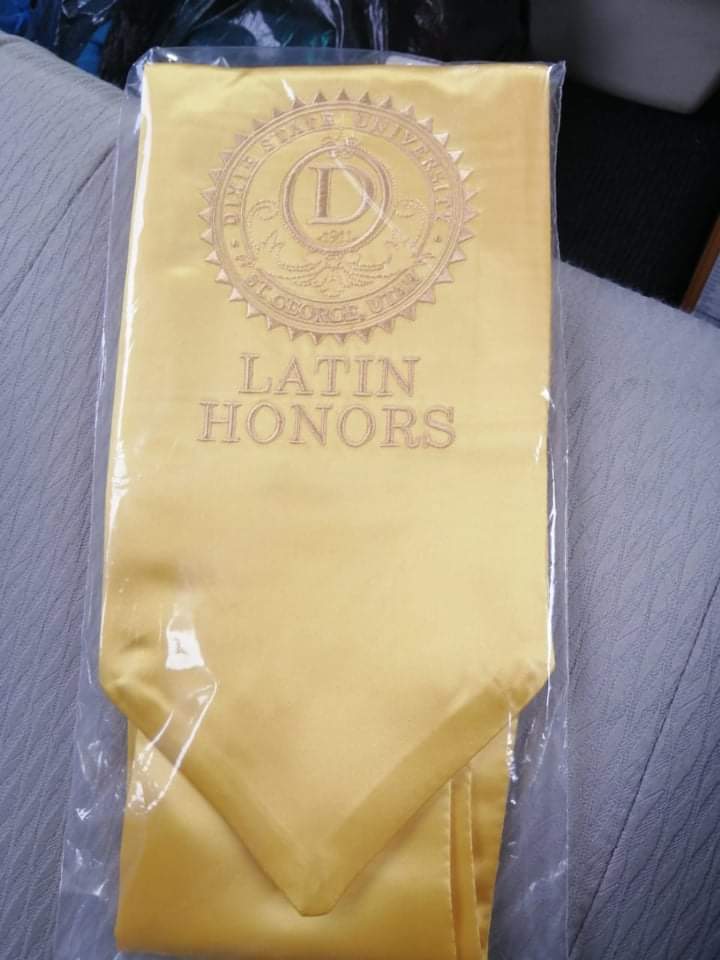 DIXIE STATE UNIVERSITY
D
1911
ST. GEORGE, UTAH
LATIN
HONORS